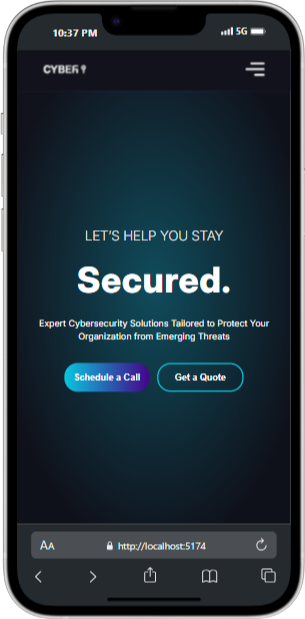 10:37 PM
5G
LET'S HELP YOU STAY
Secured.
Expert Cybersecurity Solutions Tailored to Protect Your
Organization from Emerging Threats
Schedule a Call
Get a Quote
AA
http://localhost:5174